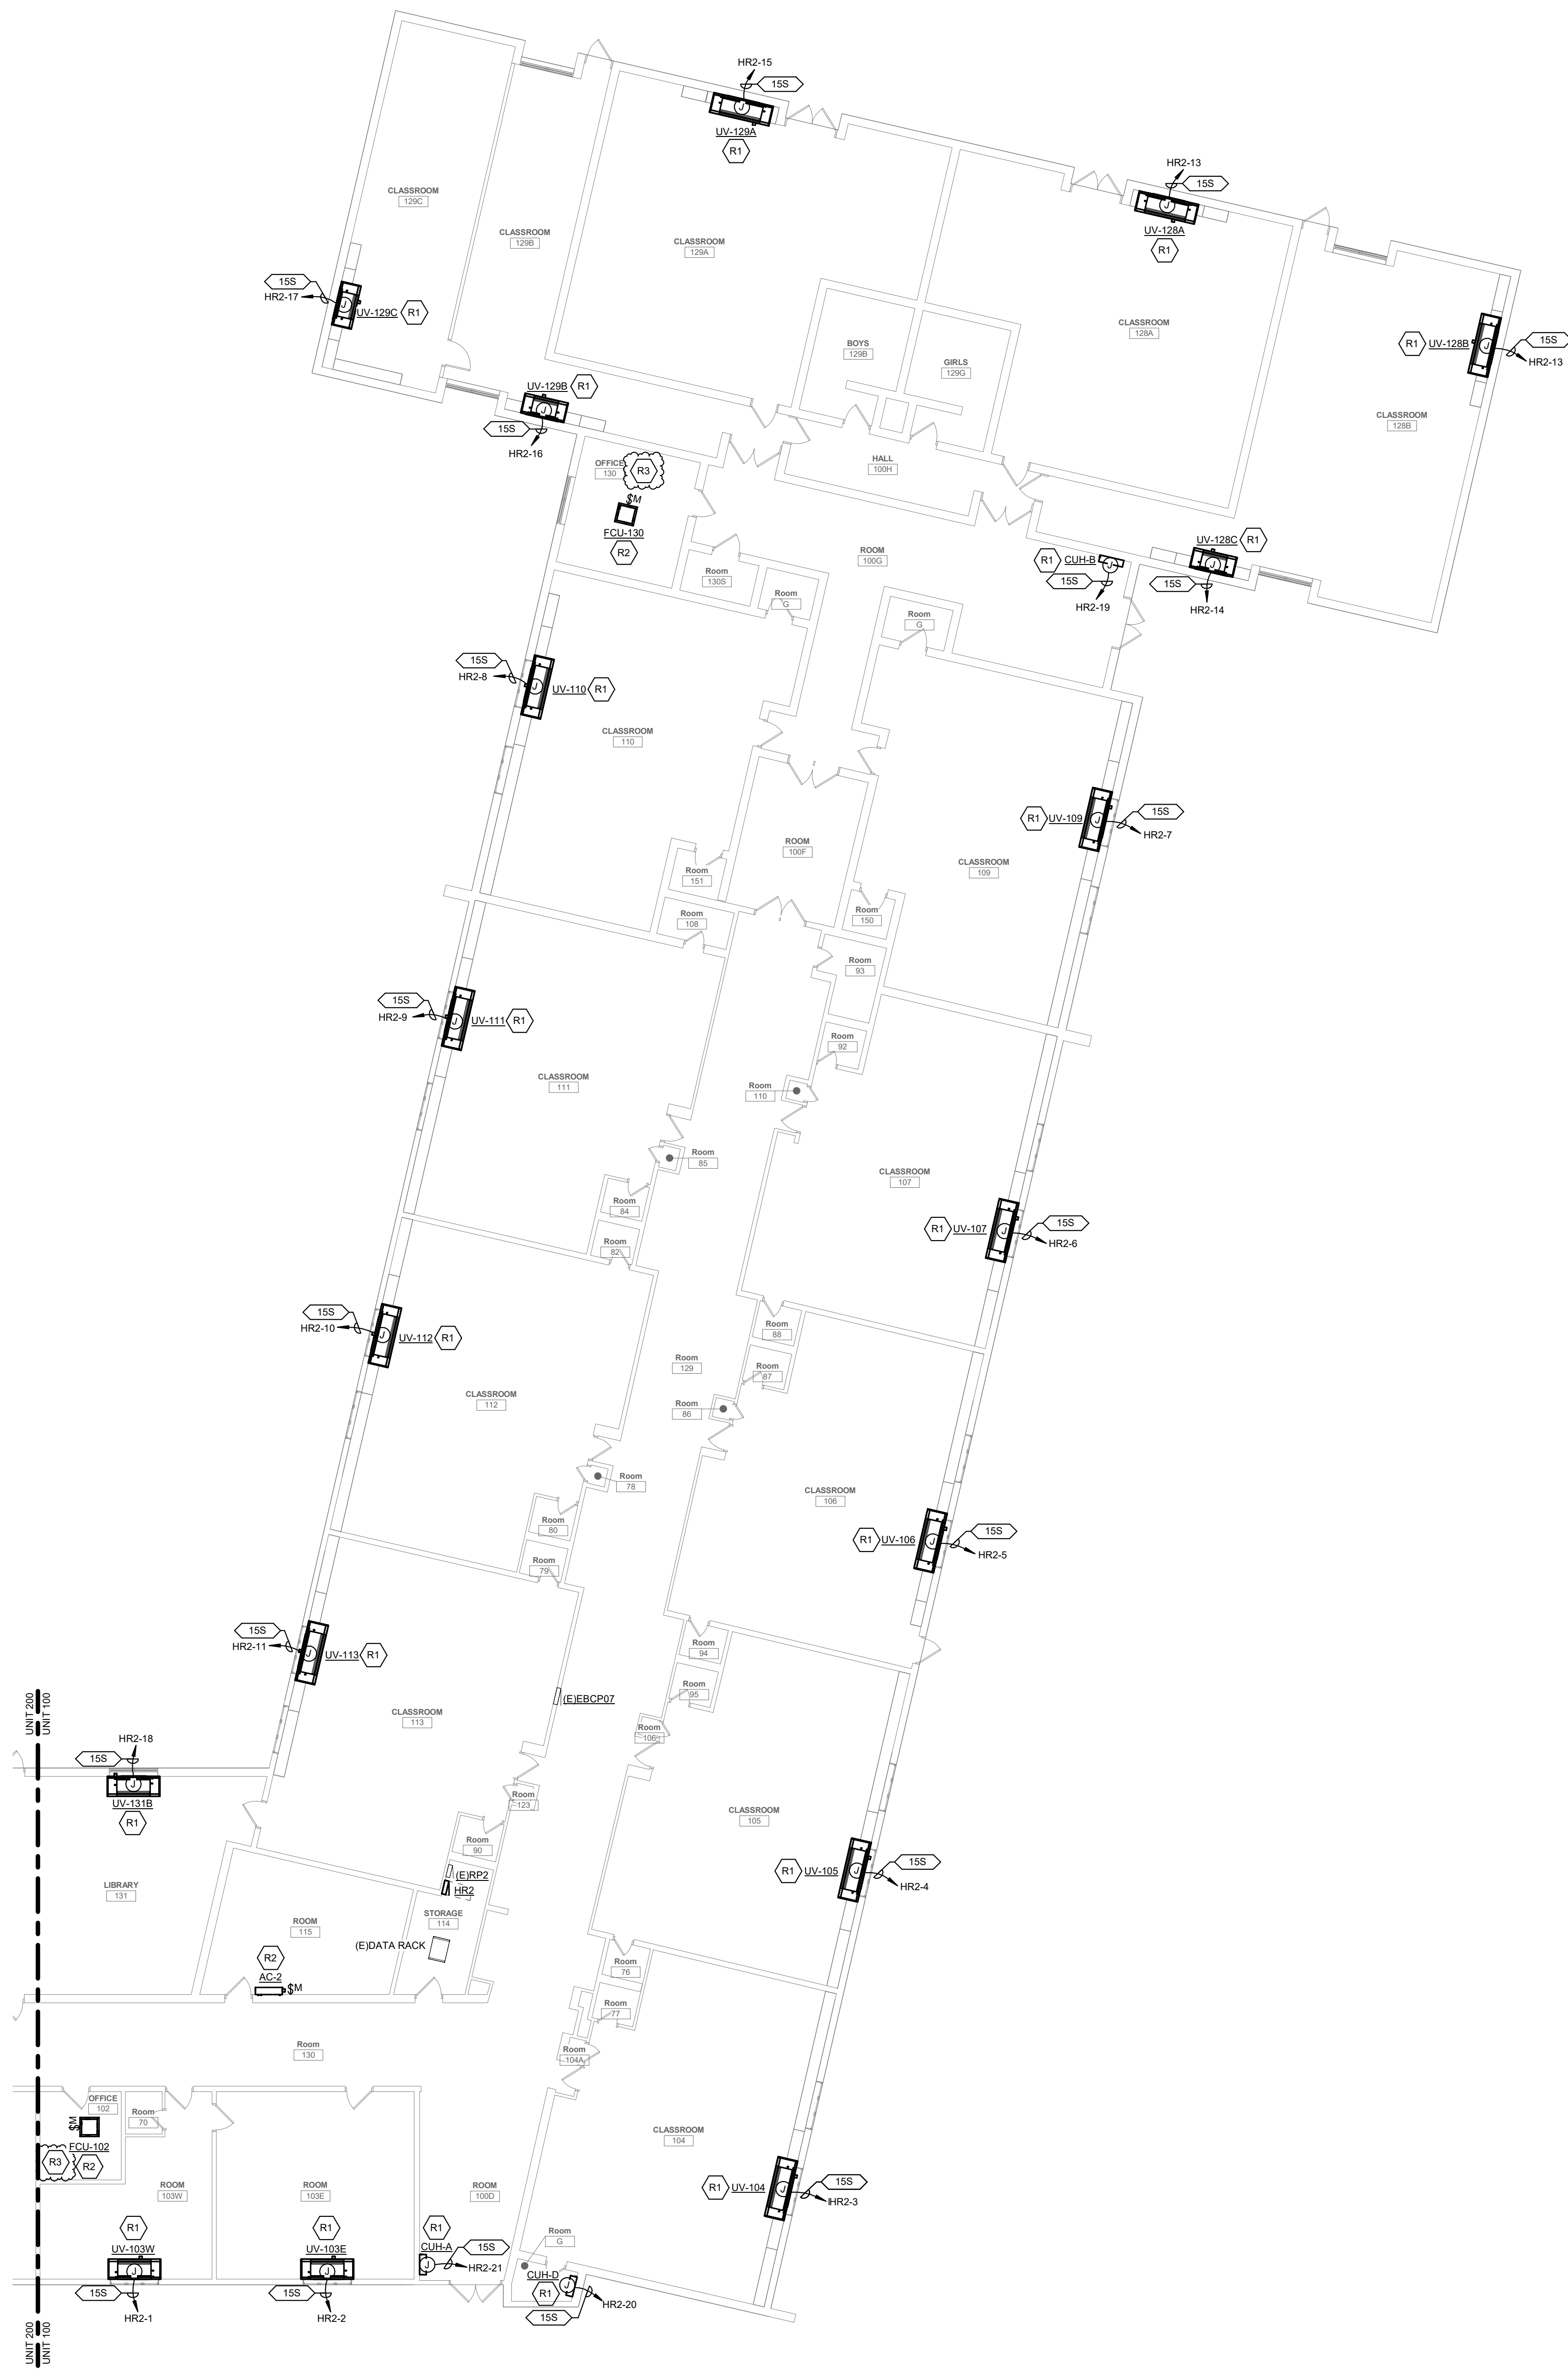 HR2-15
15S
UV-129A
R1
HR2-13
15S
UV-128A
R1
CLASSROOM
129C
CLASSROOM
129B
CLASSROOM
129A
15S
HR2-17
UV-129C
R1
CLASSROOM
128A
BOYS
129B
GIRLS
129G
R1
UV-128B
15S
HR2-13
UV-129B
R1
15S
HR2-16
CLASSROOM
128B
OFFICE
130
R3
HALL
100H
$M
FCU-130
R2
ROOM
100G
R1
CUH-B
15S
HR2-19
UV-128C
R1
15S
HR2-14
Room
130S
Room
G
Room
G
15S
HR2-8
UV-110
R1
CLASSROOM
110
R1
UV-109
15S
HR2-7
ROOM
100F
CLASSROOM
109
Room
151
Room
150
Room
108
Room
93
15S
HR2-9
UV-111
R1
Room
92
CLASSROOM
111
Room
110
Room
85
CLASSROOM
107
Room
84
R1
UV-107
15S
HR2-6
Room
82
15S
HR2-10
UV-112
R1
Room
88
Room
129
Room
87
CLASSROOM
112
Room
86
Room
78
CLASSROOM
106
Room
80
R1
UV-106
15S
HR2-5
Room
79
15S
HR2-11
UV-113
R1
Room
94
Room
95
(E)EBCP07
CLASSROOM
113
Room
106
UNIT 200
UNIT 100
HR2-18
15S
UV-131B
R1
Room
123
CLASSROOM
105
Room
90
(E)RP2
HR2
R1
UV-105
15S
HR2-4
LIBRARY
131
STORAGE
114
ROOM
115
(E)DATA RACK
R2
AC-2
$M
Room
76
Room
77
Room
130
Room
104A
OFFICE
102
Room
70
$M
FCU-102
R3
R2
CLASSROOM
104
ROOM
103W
ROOM
103E
ROOM
100D
R1
UV-104
15S
HR2-3
R1
UV-103W
15S
HR2-1
R1
UV-103E
15S
HR2-2
R1
CUH-A
15S
HR2-21
Room
G
CUH-D
R1
15S
HR2-20
UNIT 200
UNIT 100